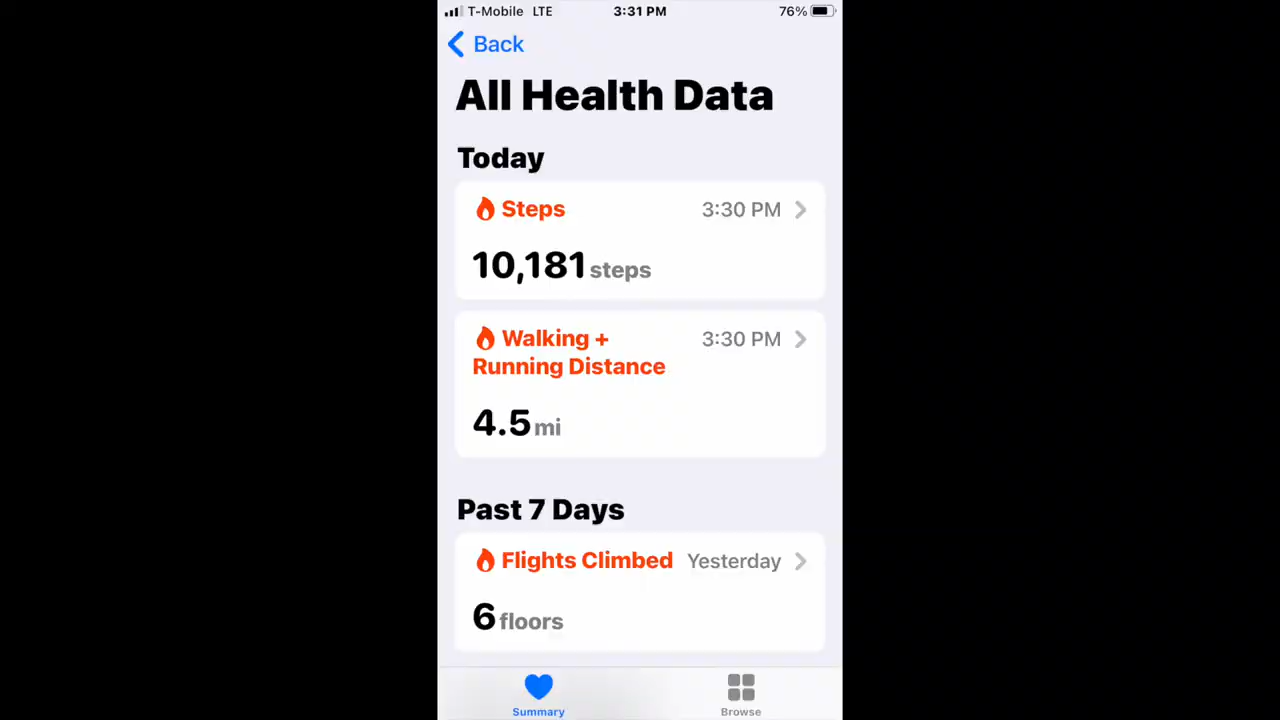 T-Mobile LTE 3:31 PM 76%
Back
All Health Data
Today
Steps 3:30 PM
10,181 steps
Walking + 3:30 PM
Running Distance
4.5 mi
Past 7 Days
Flights Climbed Yesterday
6 floors
Summary Browse